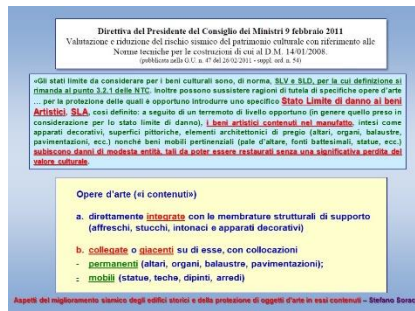 Direttiva del Presidente del Consiglio dei Ministri 9 febbraio 2011
Valutazione e riduzione del rischio sismico del patrimonio culturale con riferimento alle
Norme tecniche per le costruzioni di cui al D.M. 14/01/2008.
(pubblicata nella G.U. n. 47 del 26/02/2011 - suppl. ord. n. 54)
«Gli stati limite da considerare per i beni culturali sono, di norma, SLV e SLD, per la cui definizione si
rimanda al punto 3.2.1 delle NTC. Inoltre possono sussistere ragioni di tutela di specifiche opere d'arte
... per la protezione delle quali è opportuno introdurre uno specifico Stato Limite di danno ai beni
Artistici, SLA, così definito: a seguito di un terremoto di livello opportuno (in genere quello preso in
considerazione per lo stato limite di danno), i beni artistici contenuti nel manufatto, intesi come
apparati decorativi, superfici pittoriche, elementi architettonici di pregio (altari, organi, balaustre,
pavimentazioni, ecc.) nonché beni mobili pertinenziali (pale d'altare, fonti battesimali, statue, ecc.)
subiscono danni di modesta entità, tali da poter essere restaurati senza una significativa perdita del
valore culturale.
Opere d'arte («i contenuti»)
a. direttamente integrate con le membrature strutturali di supporto
(affreschi, stucchi, intonaci e apparati decorativi)
b. collegate o giacenti su di esse, con collocazioni
- permanenti (altari, organi, balaustre, pavimentazioni);
- mobili (statue, teche, dipinti, arredi)
Aspetti del miglioramento sismico degli edifici storici e della protezione di oggetti d'arte in essi contenuti – Stefano Sorac